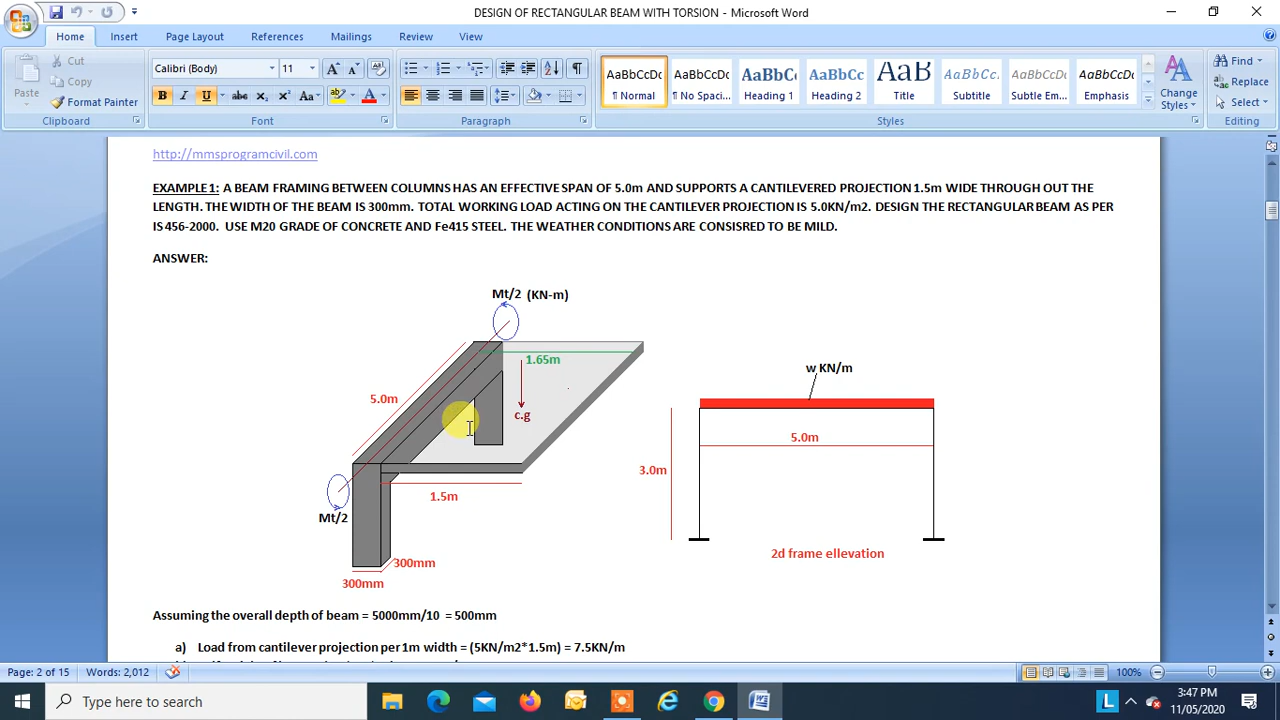 DESIGN OF RECTANGULAR BEAM WITH TORSION - Microsoft Word
Home Insert Page Layout References Mailings Review View
Paste
Cut
Copy
Format Painter
Clipboard
Calibri (Body) 11
B I U abc X₂ X² Aa A
Font
Paragraph
AaBbCcDc AaBbCcDc AaBbC AaBbCc AaB AaBbCcL AaBbCcDc AaBbCcDc
¶ Normal ¶ No Spaci... Heading 1 Heading 2 Title Subtitle Subtle Em... Emphasis
Change
Styles
Styles
Find
Replace
Select
Editing
http://mmsprogramcivil.com
EXAMPLE 1: A BEAM FRAMING BETWEEN COLUMNS HAS AN EFFECTIVE SPAN OF 5.0m AND SUPPORTS A CANTILEVERED PROJECTION 1.5m WIDE THROUGH OUT THE
LENGTH. THE WIDTH OF THE BEAM IS 300mm. TOTAL WORKING LOAD ACTING ON THE CANTILEVER PROJECTION IS 5.0KN/m2. DESIGN THE RECTANGULAR BEAM AS PER
IS 456-2000. USE M20 GRADE OF CONCRETE AND Fe415 STEEL. THE WEATHER CONDITIONS ARE CONSISRED TO BE MILD.
ANSWER:
Mt/2 (KN-m)
1.65m
5.0m
c.g
1.5m
Mt/2
300mm
300mm
w KN/m
5.0m
3.0m
2d frame ellevation
Assuming the overall depth of beam = 5000mm/10 = 500mm
a) Load from cantilever projection per 1m width = (5KN/m2*1.5m) = 7.5KN/m
Page: 2 of 15 Words: 2,012 100%
Type here to search
3:47 PM
11/05/2020